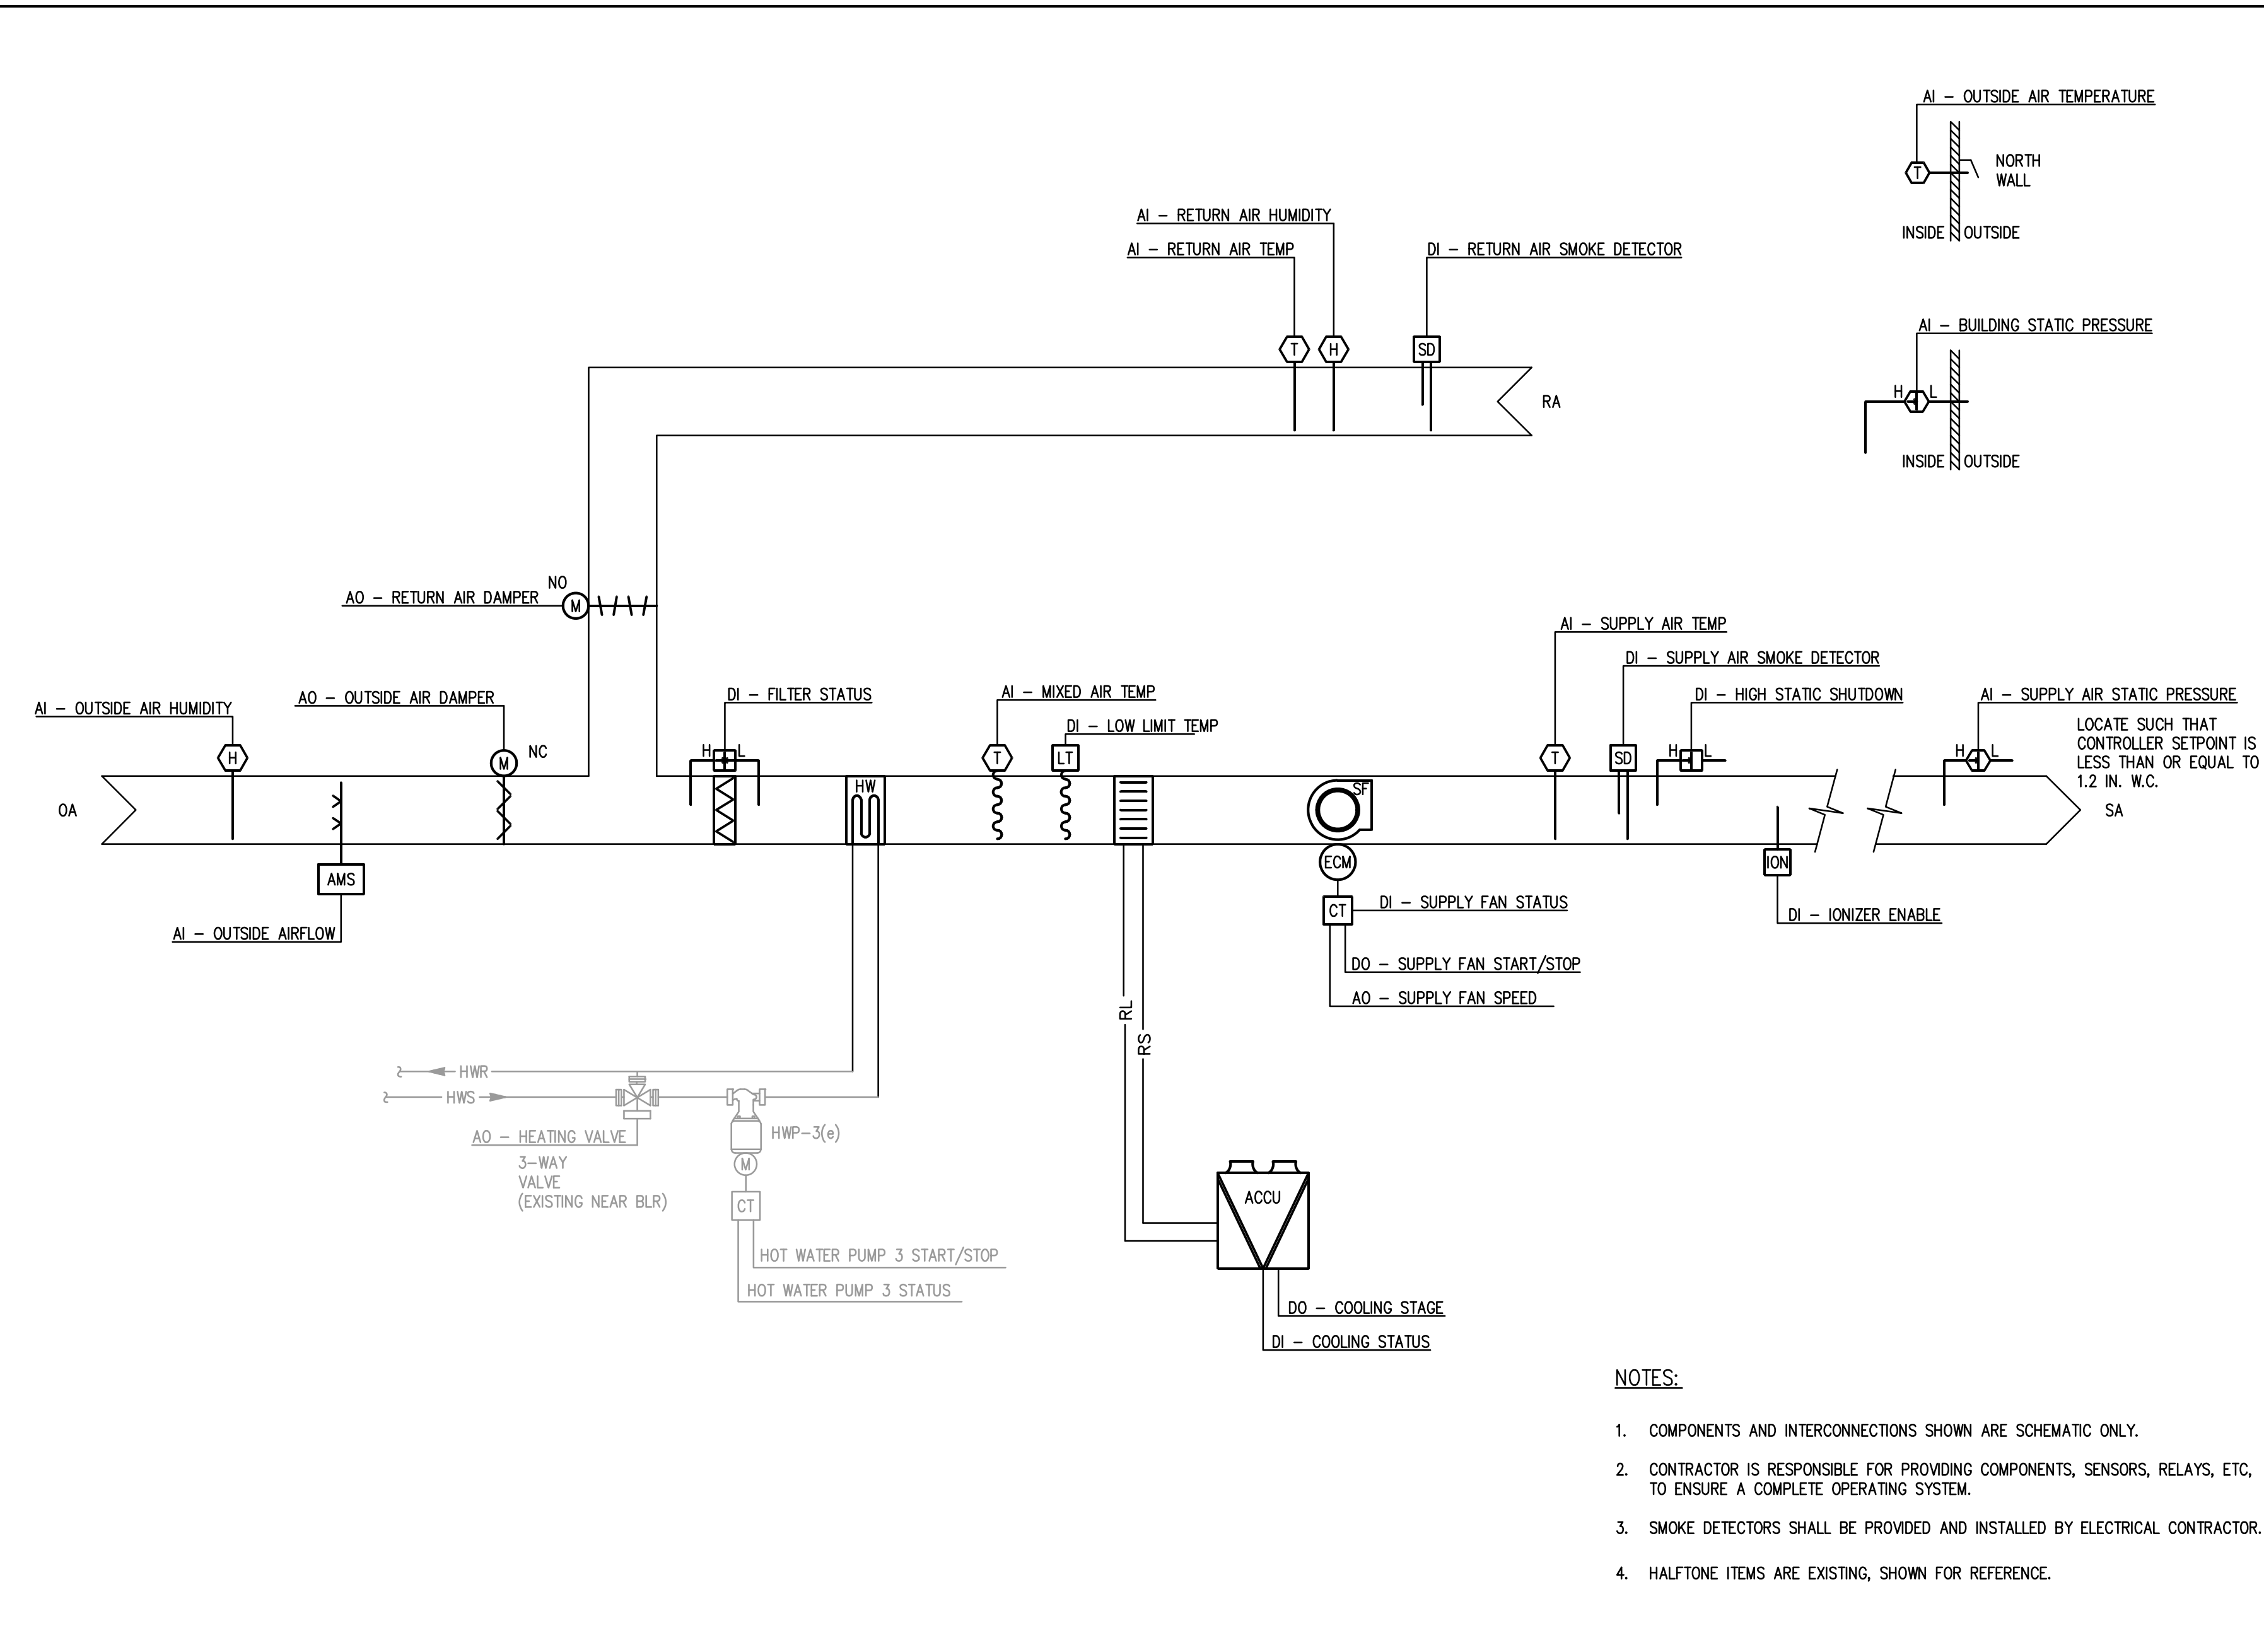 AI – OUTSIDE AIR TEMPERATURE
T
NORTH
WALL
INSIDE
OUTSIDE
AI – RETURN AIR HUMIDITY
AI – RETURN AIR TEMP
DI – RETURN AIR SMOKE DETECTOR
T
H
SD
RA
AI – BUILDING STATIC PRESSURE
H
L
INSIDE
OUTSIDE
NO
AO – RETURN AIR DAMPER
M
AI – SUPPLY AIR TEMP
DI – SUPPLY AIR SMOKE DETECTOR
AI – OUTSIDE AIR HUMIDITY
AO – OUTSIDE AIR DAMPER
DI – FILTER STATUS
AI – MIXED AIR TEMP
DI – LOW LIMIT TEMP
DI – HIGH STATIC SHUTDOWN
AI – SUPPLY AIR STATIC PRESSURE
LOCATE SUCH THAT
CONTROLLER SETPOINT IS
LESS THAN OR EQUAL TO
1.2 IN. W.C.
H
M
NC
H
L
T
LT
T
SD
H
L
H
L
OA
HW
SF
SA
AMS
ECM
ION
CT
DI – SUPPLY FAN STATUS
DI – IONIZER ENABLE
AI – OUTSIDE AIRFLOW
DO – SUPPLY FAN START/STOP
AO – SUPPLY FAN SPEED
RL
RS
HWR
HWS
AO – HEATING VALVE
HWP–3(e)
3–WAY
VALVE
(EXISTING NEAR BLR)
M
CT
ACCU
HOT WATER PUMP 3 START/STOP
HOT WATER PUMP 3 STATUS
DO – COOLING STAGE
DI – COOLING STATUS
NOTES:
1. COMPONENTS AND INTERCONNECTIONS SHOWN ARE SCHEMATIC ONLY.
2. CONTRACTOR IS RESPONSIBLE FOR PROVIDING COMPONENTS, SENSORS, RELAYS, ETC,
TO ENSURE A COMPLETE OPERATING SYSTEM.
3. SMOKE DETECTORS SHALL BE PROVIDED AND INSTALLED BY ELECTRICAL CONTRACTOR.
4. HALFTONE ITEMS ARE EXISTING, SHOWN FOR REFERENCE.